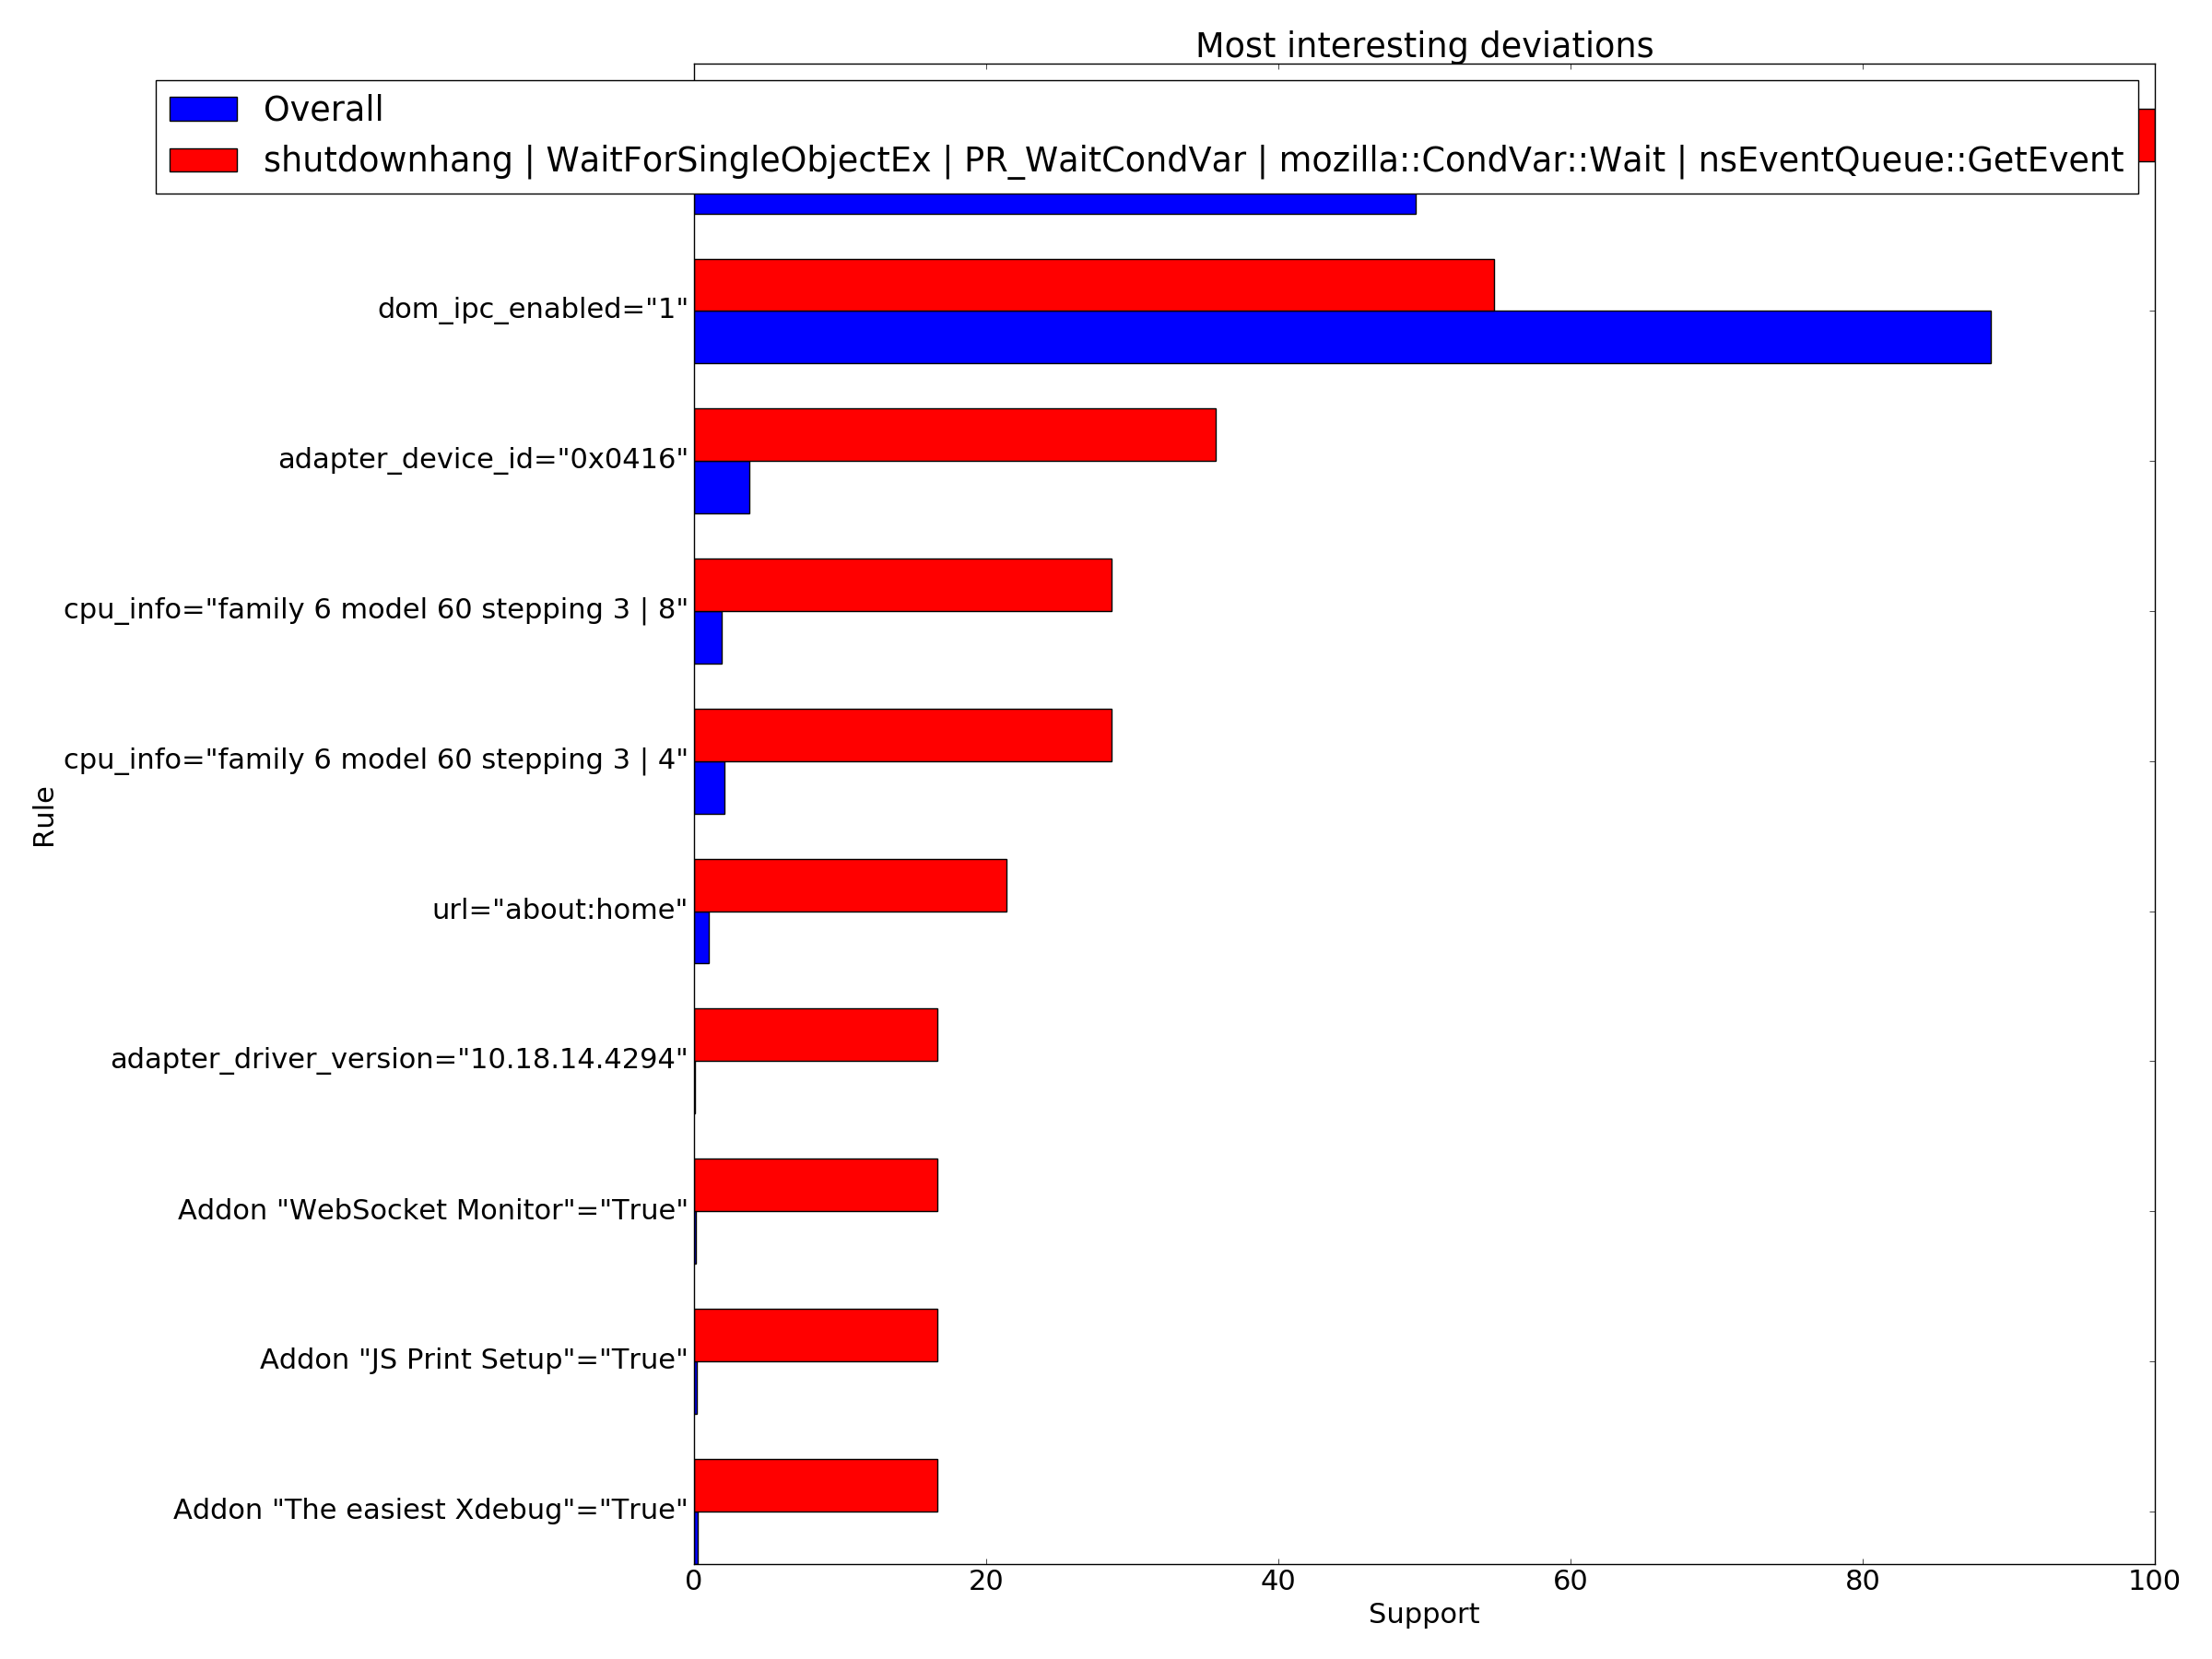 Most interesting deviations
Overall
shutdownhang | WaitForSingleObjectEx | PR_WaitCondVar | mozilla::CondVar::Wait | nsEventQueue::GetEvent
dom_ipc_enabled="1"
adapter_device_id="0x0416"
cpu_info="family 6 model 60 stepping 3 | 8"
cpu_info="family 6 model 60 stepping 3 | 4"
Rule
url="about:home"
adapter_driver_version="10.18.14.4294"
Addon "WebSocket Monitor"="True"
Addon "JS Print Setup"="True"
Addon "The easiest Xdebug"="True"
0 20 40 60 80 100
Support